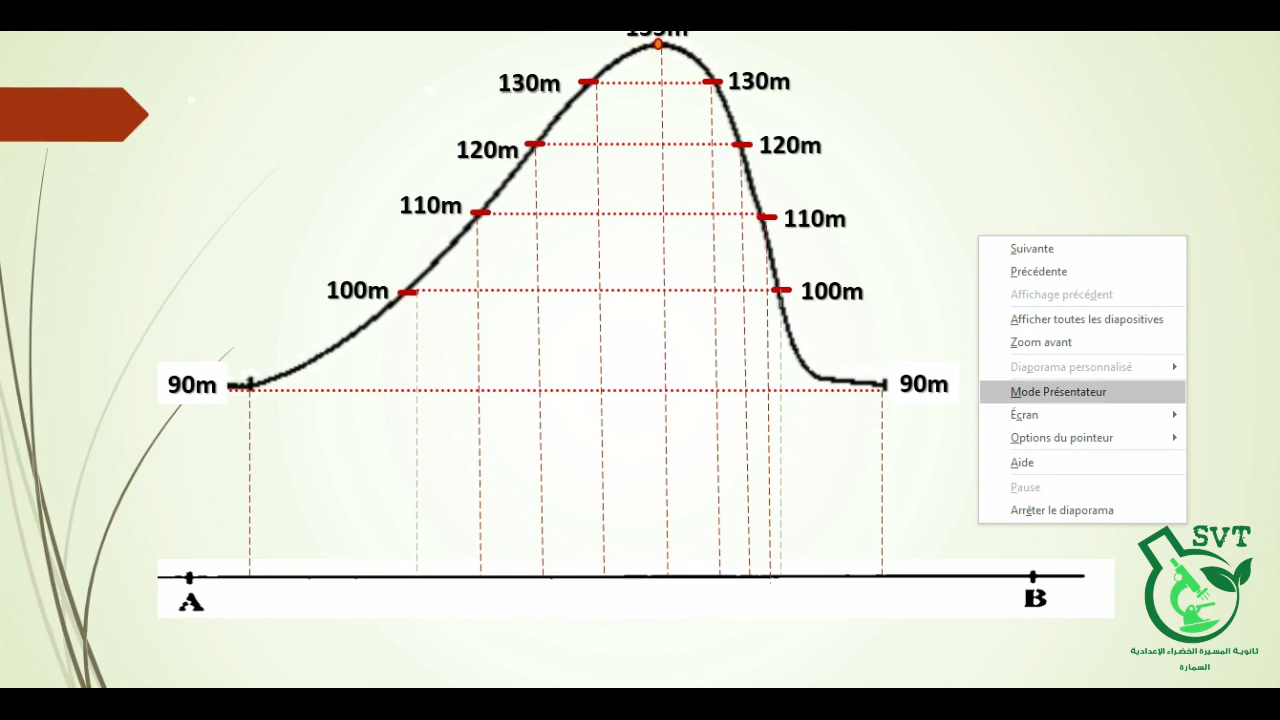 130m
130m
120m
120m
110m
110m
100m
100m
90m
90m
A
B
Suivante
Précédente
Affichage précédent
Afficher toutes les diapositives
Zoom avant
Diaporama personnalisé
Mode Présentateur
Écran
Options du pointeur
Aide
Pause
Arrêter le diaporama
SVT
ثانوية المسيرة الخضراء الإعدادية
السمارة